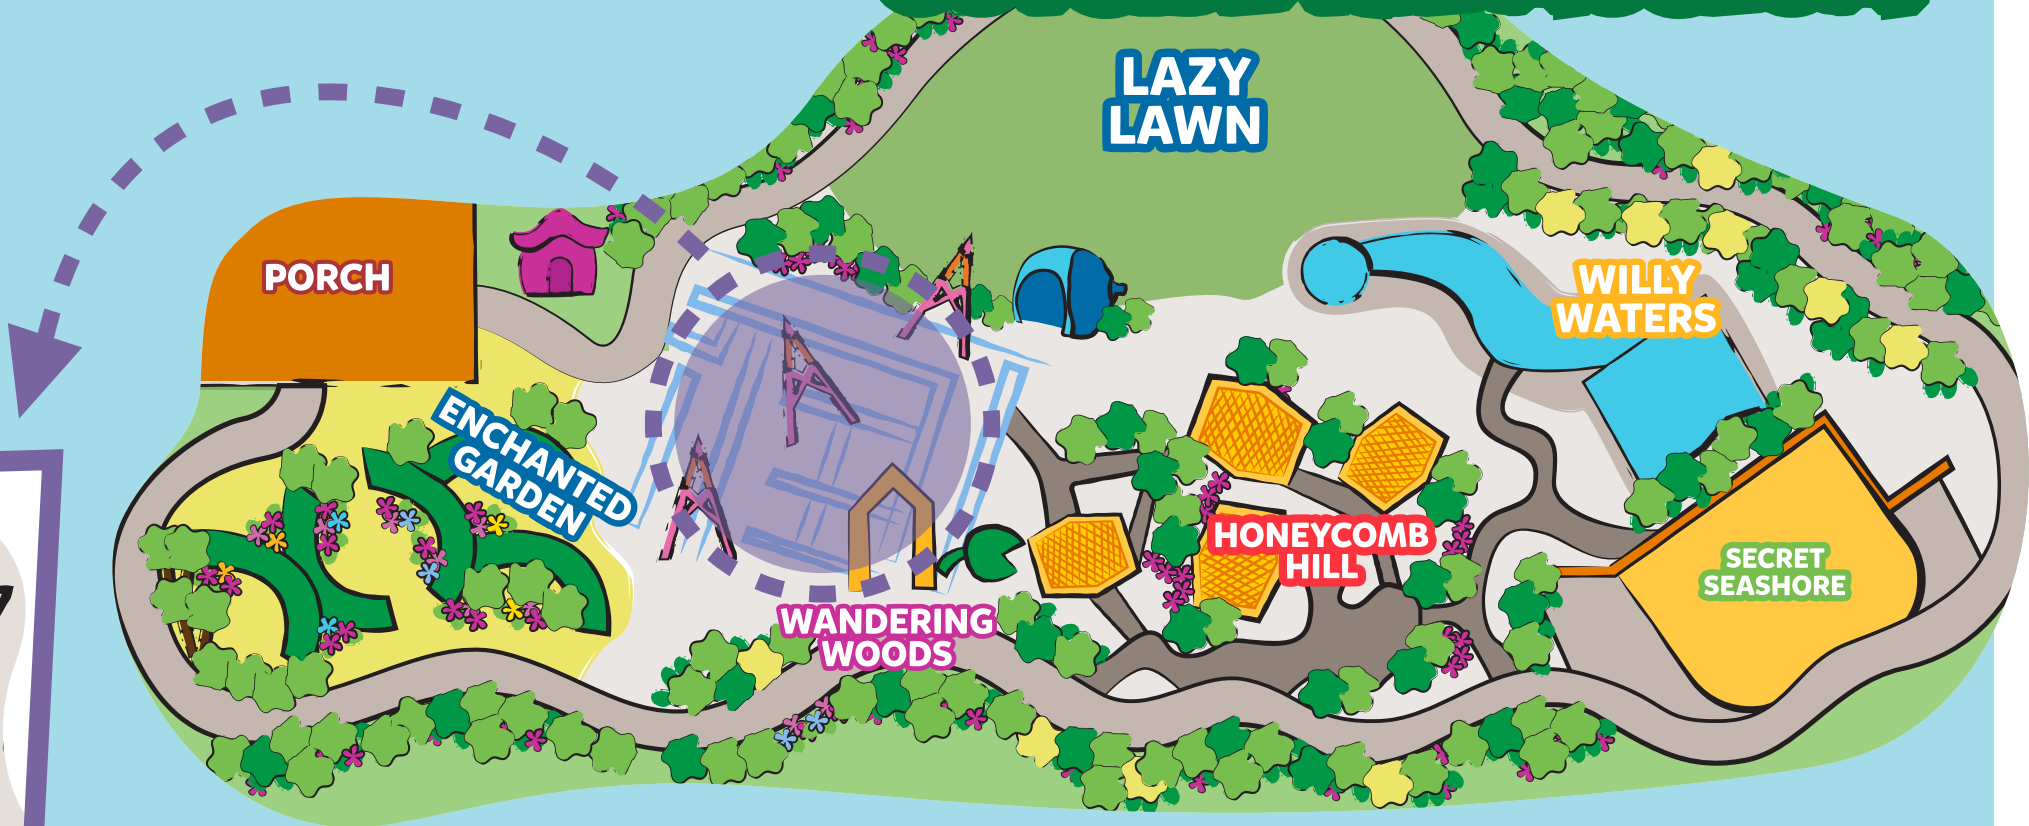 LAZY
LAWN
PORCH
WILLY
WATERS
ENCHANTED
GARDEN
HONEYCOMB
HILL
SECRET
SEASHORE
WANDERING
WOODS